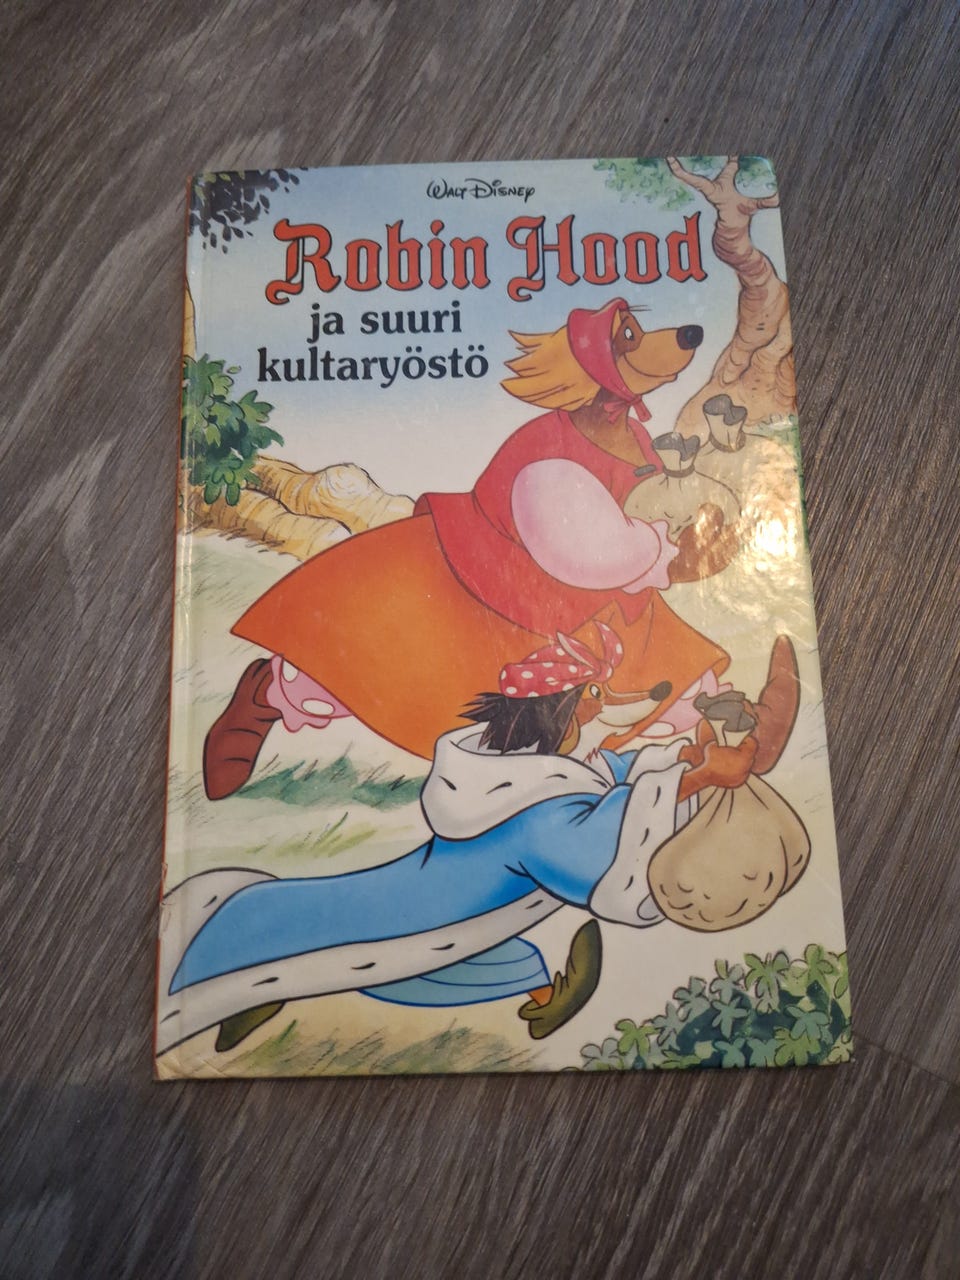 Walt Disney
Robin Hood
ja suuri
kultaryöstö